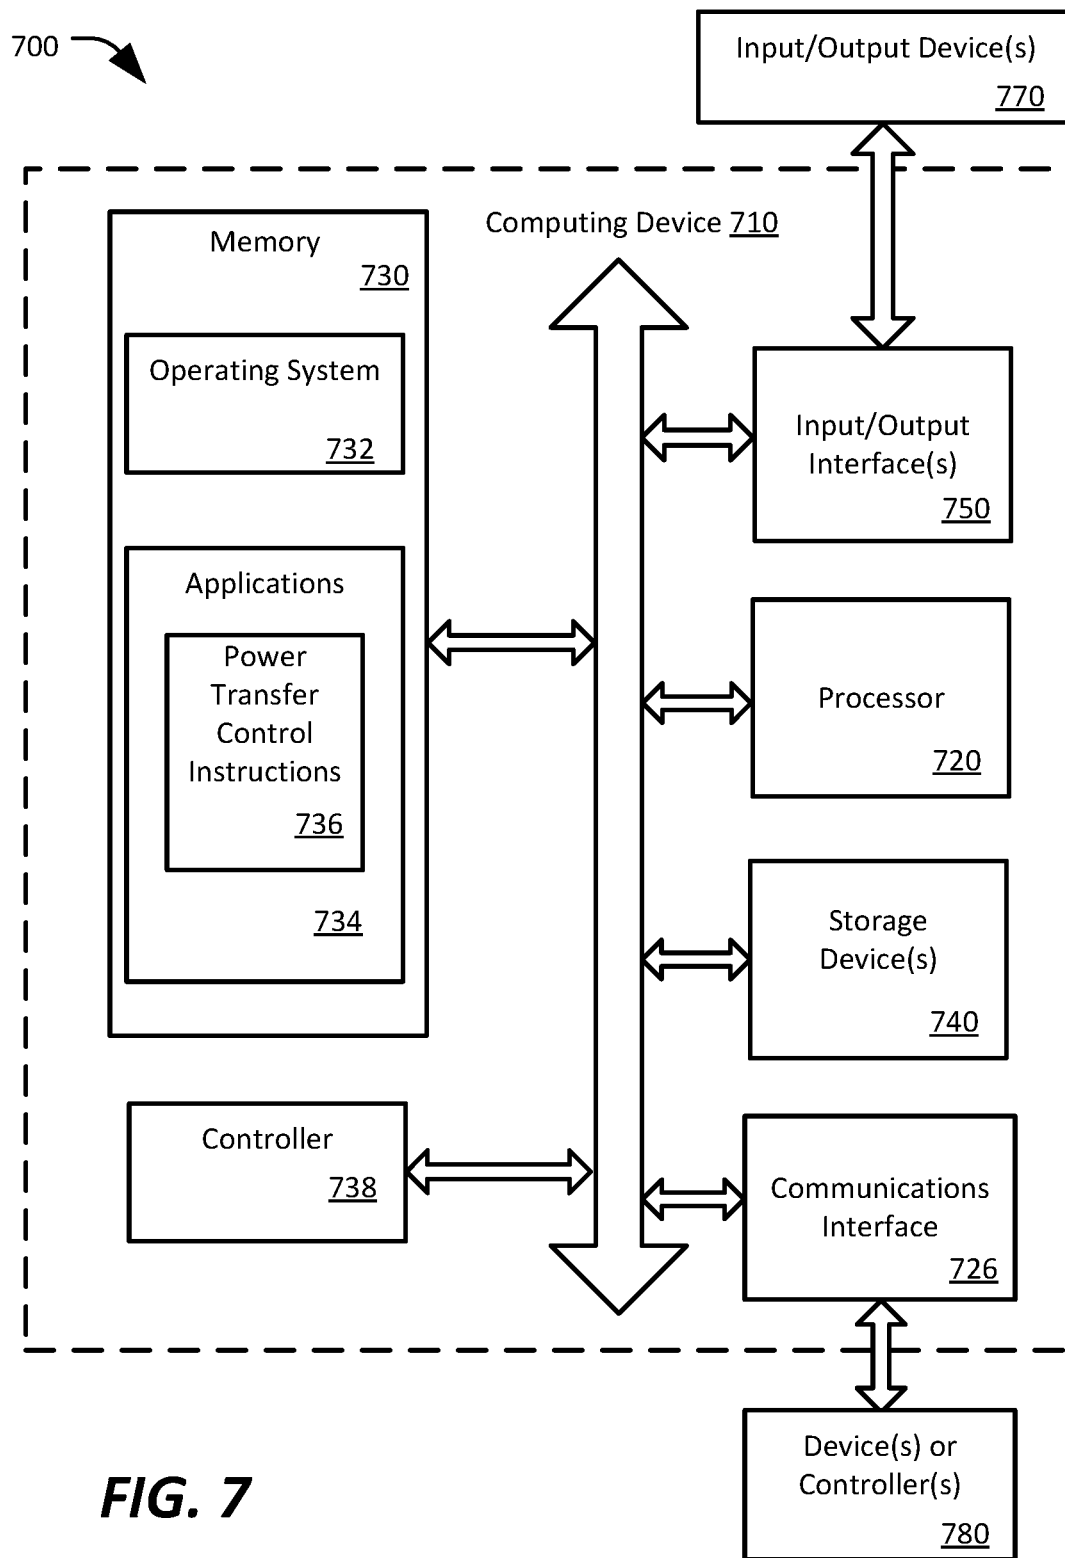 700
Input/Output Device(s)
770
Computing Device 710
Memory
730
Operating System
732
Applications
Power
Transfer
Control
Instructions
736
734
Controller
738
Input/Output
Interface(s)
750
Processor
720
Storage
Device(s)
740
Communications
Interface
726
Device(s) or
Controller(s)
780
FIG. 7